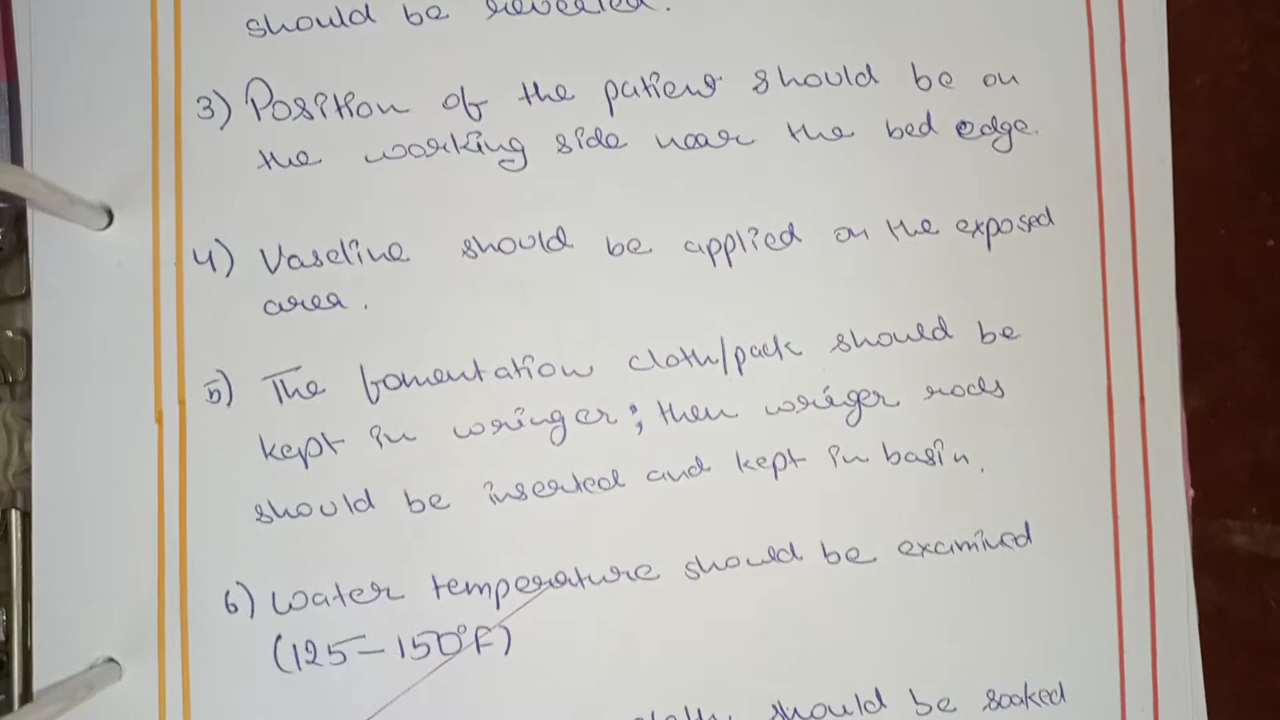 should be revealed.
3) Position of the patient should be on
the working side near the bed edge.
4) Vaseline should be applied on the exposed
area.
5) The fomentation cloth/pack should be
kept in wringer; then wriger rods
should be inserted and kept in basin.
6) Water temperature should be examined
(125-150°F)
should be soaked